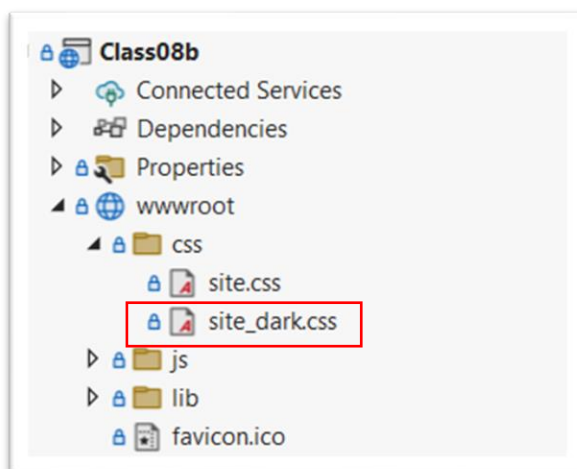 Class08b
Connected Services
Dependencies
Properties
wwwroot
css
site.css
site_dark.css
js
lib
favicon.ico